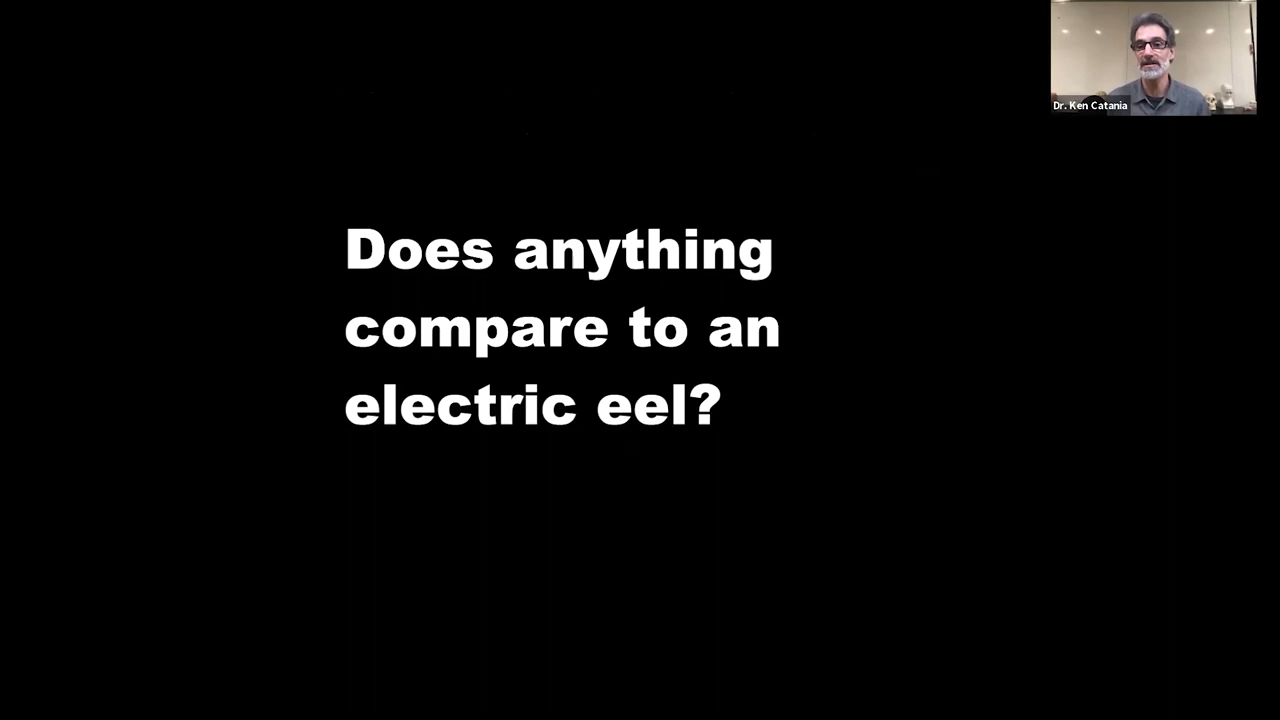 Dr. Ken Catania
Does anything
compare to an
electric eel?